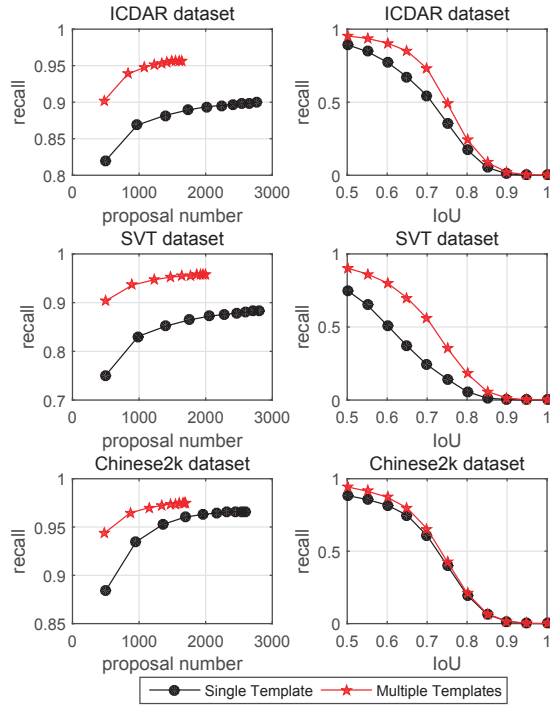 ICDAR dataset
1
0.95
0.9
0.85
0.8
recall
0 1000 2000 3000
proposal number
ICDAR dataset
1
0.5
0
recall
0.5 0.6 0.7 0.8 0.9 1
IoU
SVT dataset
1
0.9
0.8
0.7
recall
0 1000 2000 3000
proposal number
SVT dataset
1
0.5
0
recall
0.5 0.6 0.7 0.8 0.9 1
IoU
Chinese2k dataset
1
0.95
0.9
0.85
recall
0 1000 2000 3000
proposal number
Chinese2k dataset
1
0.5
0
recall
0.5 0.6 0.7 0.8 0.9 1
IoU
Single Template Multiple Templates